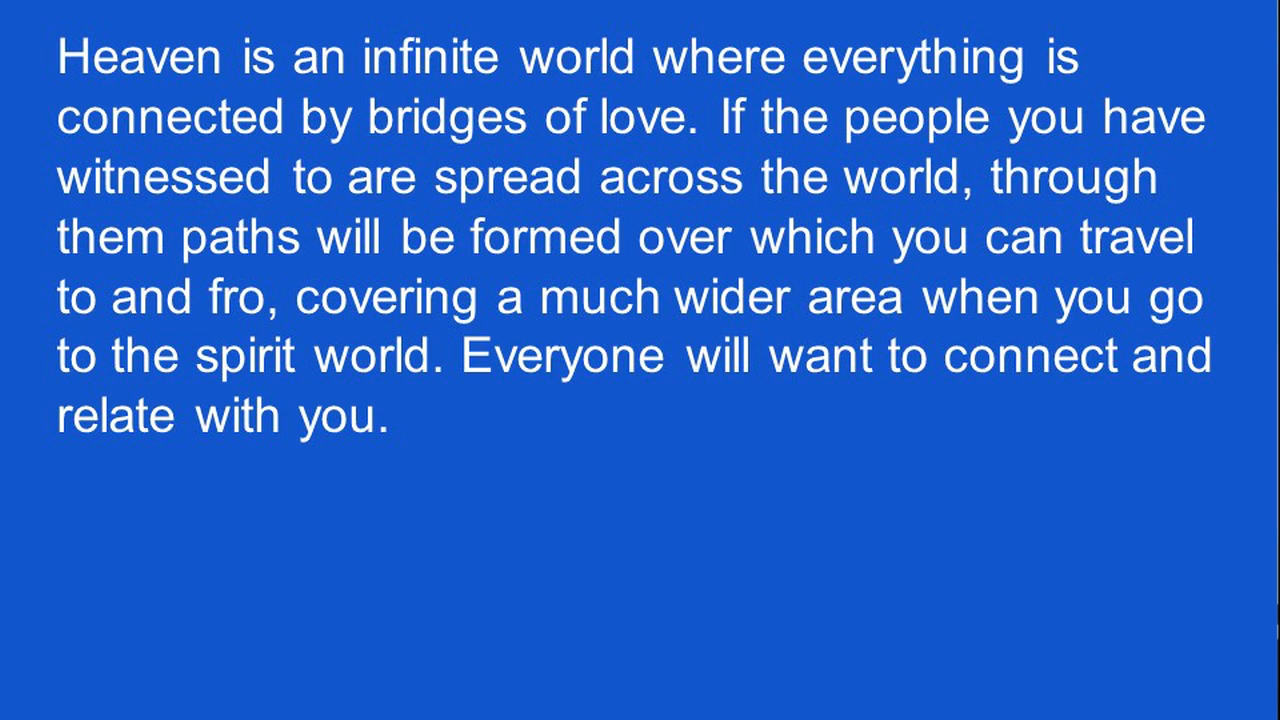 Heaven is an infinite world where everything is
connected by bridges of love. If the people you have
witnessed to are spread across the world, through
them paths will be formed over which you can travel
to and fro, covering a much wider area when you go
to the spirit world. Everyone will want to connect and
relate with you.